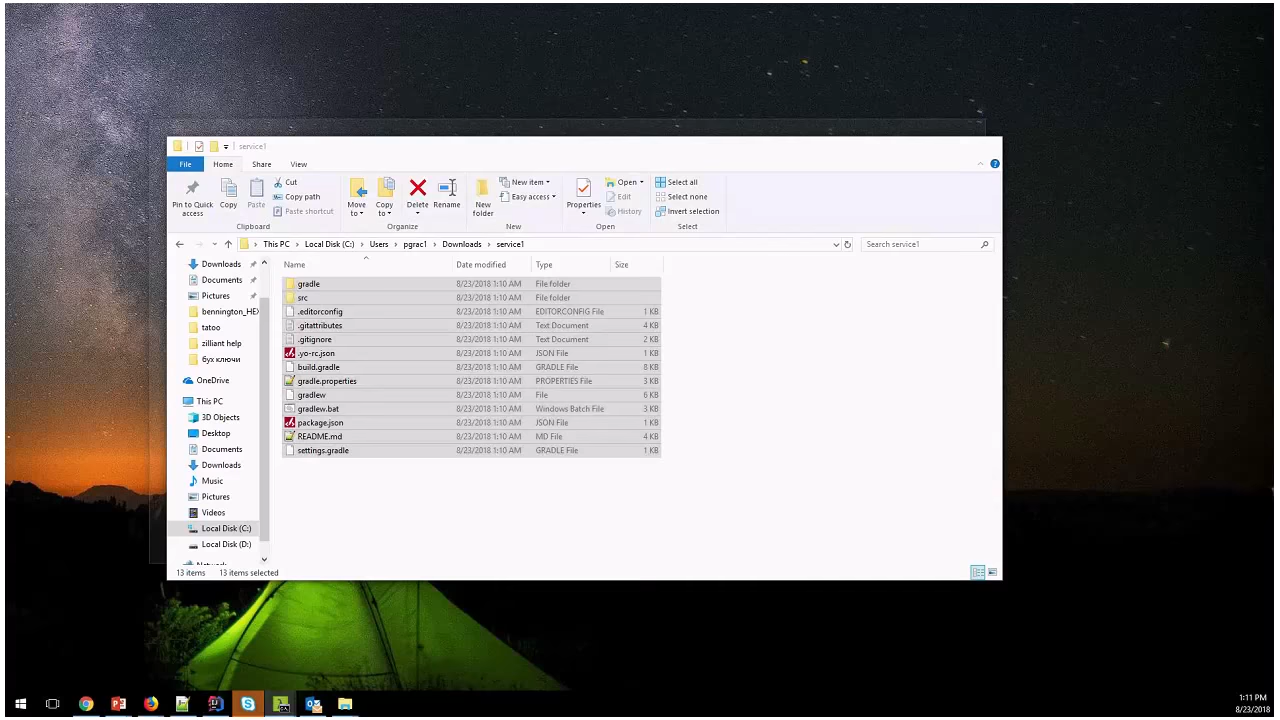 service1
File Home Share View
Pin to Quick access
Copy
Paste
Cut
Copy path
Paste shortcut
Clipboard
Move to
Copy to
Delete
Rename
Organize
New folder
New item
Easy access
New
Properties
Open
Edit
History
Open
Select all
Select none
Invert selection
Select
This PC > Local Disk (C:) > Users > pgrac1 > Downloads > service1
Search service1
Downloads
Documents
Pictures
bennington_HEX
tatoo
zilliant help
бух ключи
OneDrive
This PC
3D Objects
Desktop
Documents
Downloads
Music
Pictures
Videos
Local Disk (C:)
Local Disk (D:)
Network
Name Date modified Type Size
gradle 8/23/2018 1:10 AM File folder
src 8/23/2018 1:10 AM File folder
.editorconfig 8/23/2018 1:10 AM EDITORCONFIG File 1 KB
.gitattributes 8/23/2018 1:10 AM Text Document 4 KB
.gitignore 8/23/2018 1:10 AM Text Document 2 KB
.yo-rc.json 8/23/2018 1:10 AM JSON File 1 KB
build.gradle 8/23/2018 1:10 AM GRADLE File 8 KB
gradle.properties 8/23/2018 1:10 AM PROPERTIES File 3 KB
gradlew 8/23/2018 1:10 AM File 6 KB
gradlew.bat 8/23/2018 1:10 AM Windows Batch File 3 KB
package.json 8/23/2018 1:10 AM JSON File 1 KB
README.md 8/23/2018 1:10 AM MD File 4 KB
settings.gradle 8/23/2018 1:10 AM GRADLE File 1 KB
13 items 13 items selected
1:11 PM
8/23/2018